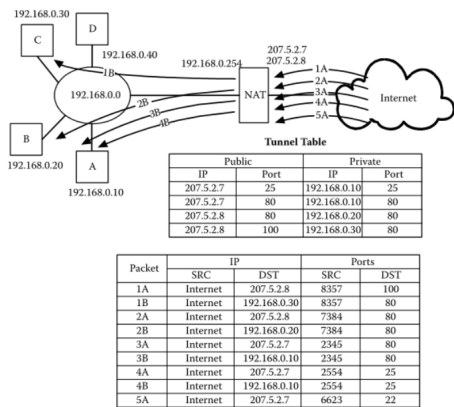 192.168.0.30
D
C
192.168.0.40
1B
192.168.0.254
207.5.2.7
207.5.2.8
1A
2A
3A
4A
5A
192.168.0.0
2B
3B
4B
NAT
Internet
B
A
192.168.0.20
192.168.0.10
Tunnel Table
Public Private
IP Port IP Port
207.5.2.7 25 192.168.0.10 25
207.5.2.7 80 192.168.0.10 80
207.5.2.8 80 192.168.0.20 80
207.5.2.8 100 192.168.0.30 80
Packet IP Ports
SRC DST SRC DST
1A Internet 207.5.2.8 8357 100
1B Internet 192.168.0.30 8357 80
2A Internet 207.5.2.8 7384 80
2B Internet 192.168.0.20 7384 80
3A Internet 207.5.2.7 2345 80
3B Internet 192.168.0.10 2345 80
4A Internet 207.5.2.7 2554 25
4B Internet 192.168.0.10 2554 25
5A Internet 207.5.2.7 6623 22